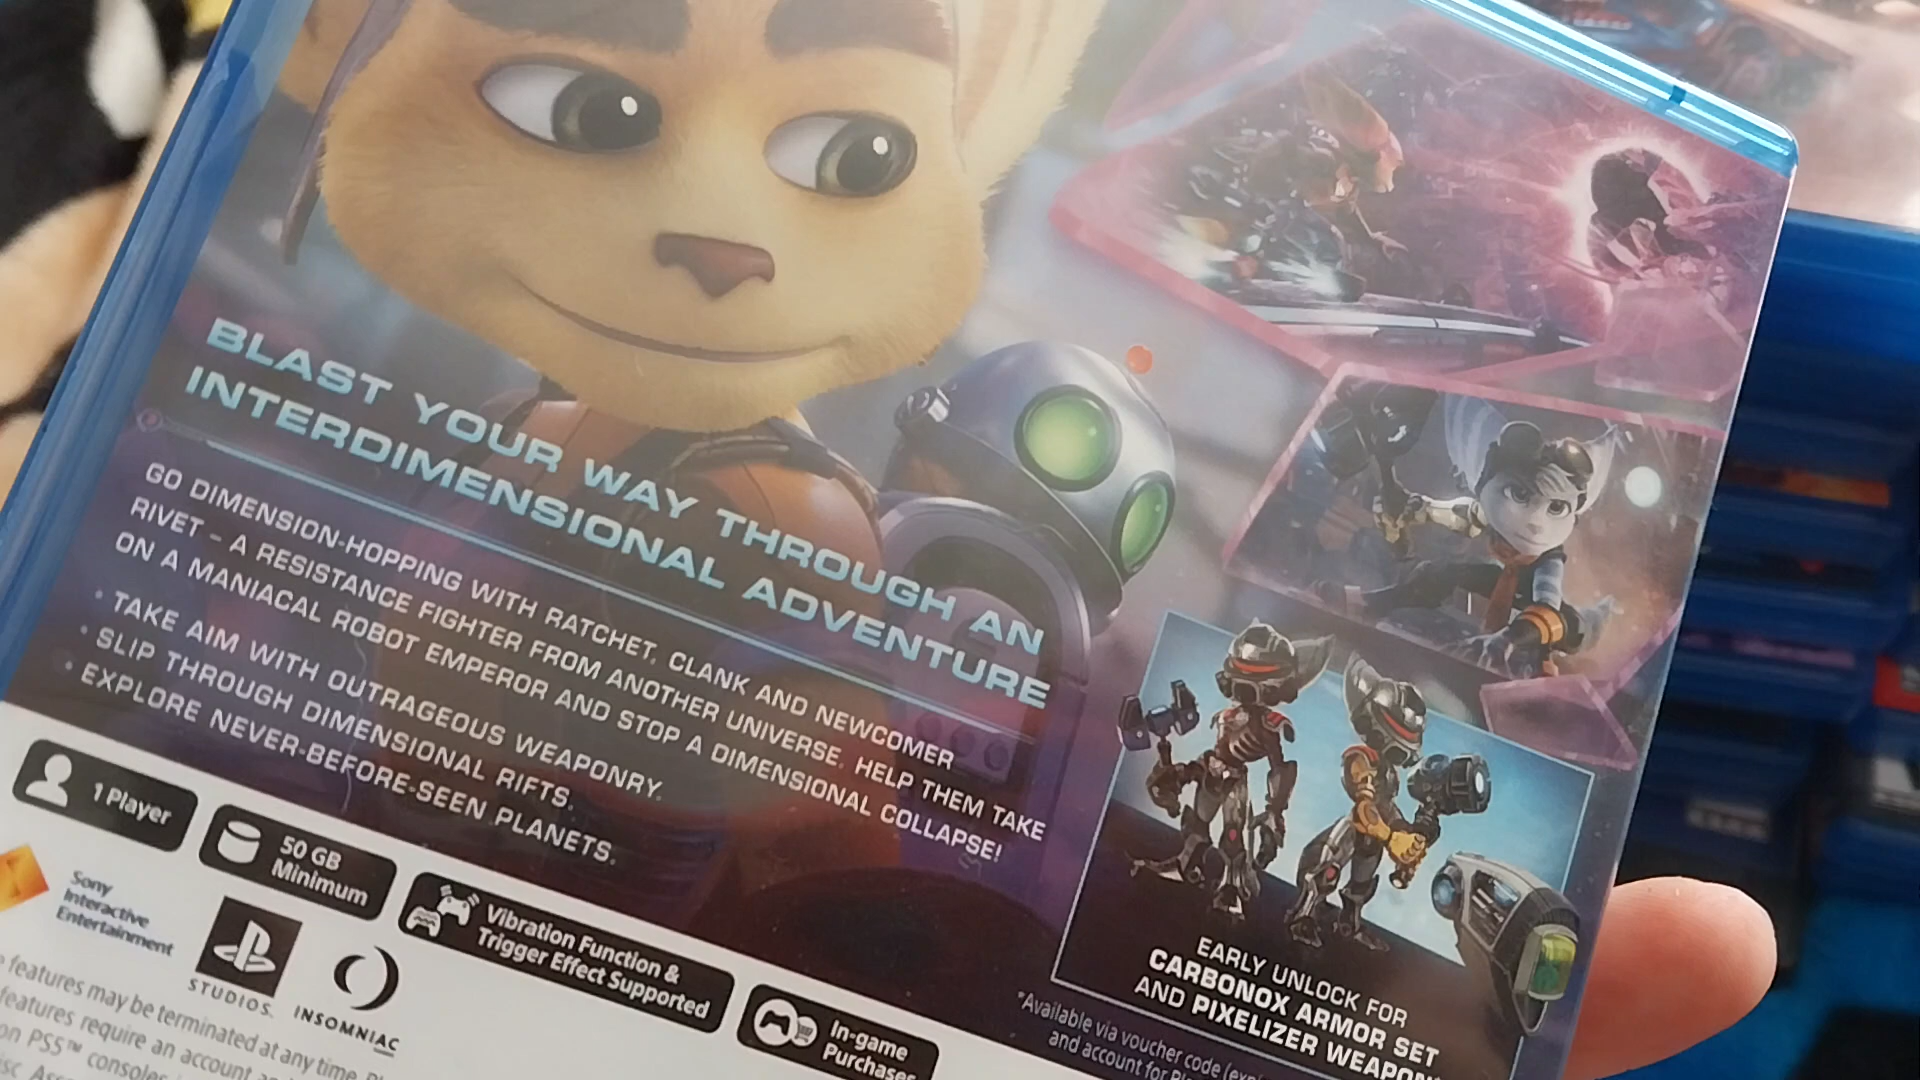 BLAST YOUR WAY THROUGH AN
INTERDIMENSIONAL ADVENTURE
GO DIMENSION-HOPPING WITH RATCHET, CLANK AND NEWCOMER
RIVET – A RESISTANCE FIGHTER FROM ANOTHER UNIVERSE. HELP THEM TAKE
ON A MANIACAL ROBOT EMPEROR AND STOP A DIMENSIONAL COLLAPSE!
• TAKE AIM WITH OUTRAGEOUS WEAPONRY.
• SLIP THROUGH DIMENSIONAL RIFTS.
• EXPLORE NEVER-BEFORE-SEEN PLANETS.
EARLY UNLOCK FOR
CARBONOX ARMOR SET
AND PIXELIZER WEAPON*
*Available via voucher code
and account for
1 Player
50 GB
Minimum
Vibration Function &
Trigger Effect Supported
In-game
Purchases
Sony
Interactive
Entertainment
STUDIOS
INSOMNIAC
features may be terminated at any time.
features require an account
on PS5™ consoles